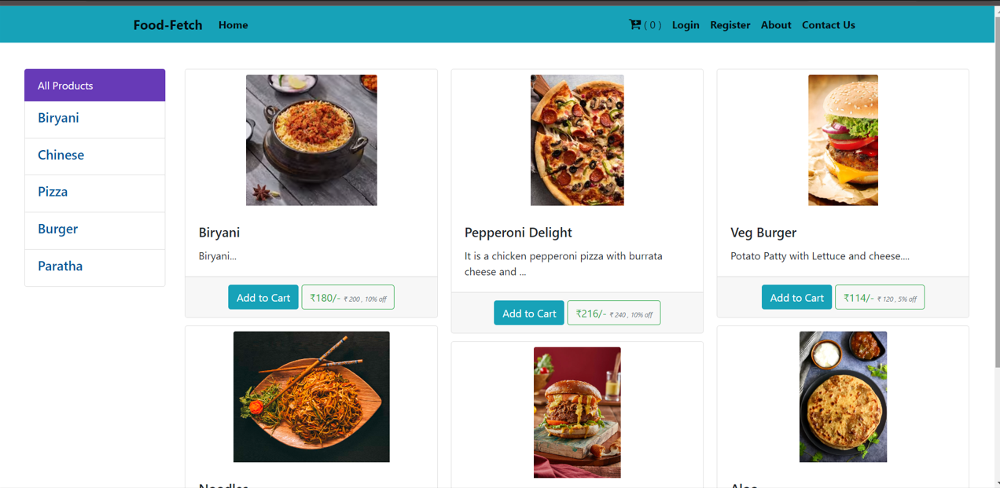 Food-Fetch Home ( 0 ) Login Register About Contact Us
All Products
Biryani
Chinese
Pizza
Burger
Paratha
Biryani
Biryani...
Add to Cart ₹180/- ₹ 200 , 10% off
Pepperoni Delight
It is a chicken pepperoni pizza with burrata
cheese and ...
Add to Cart ₹216/- ₹ 240 , 10% off
Veg Burger
Potato Patty with Lettuce and cheese....
Add to Cart ₹114/- ₹ 120 , 5% off
Noodles
Aloo